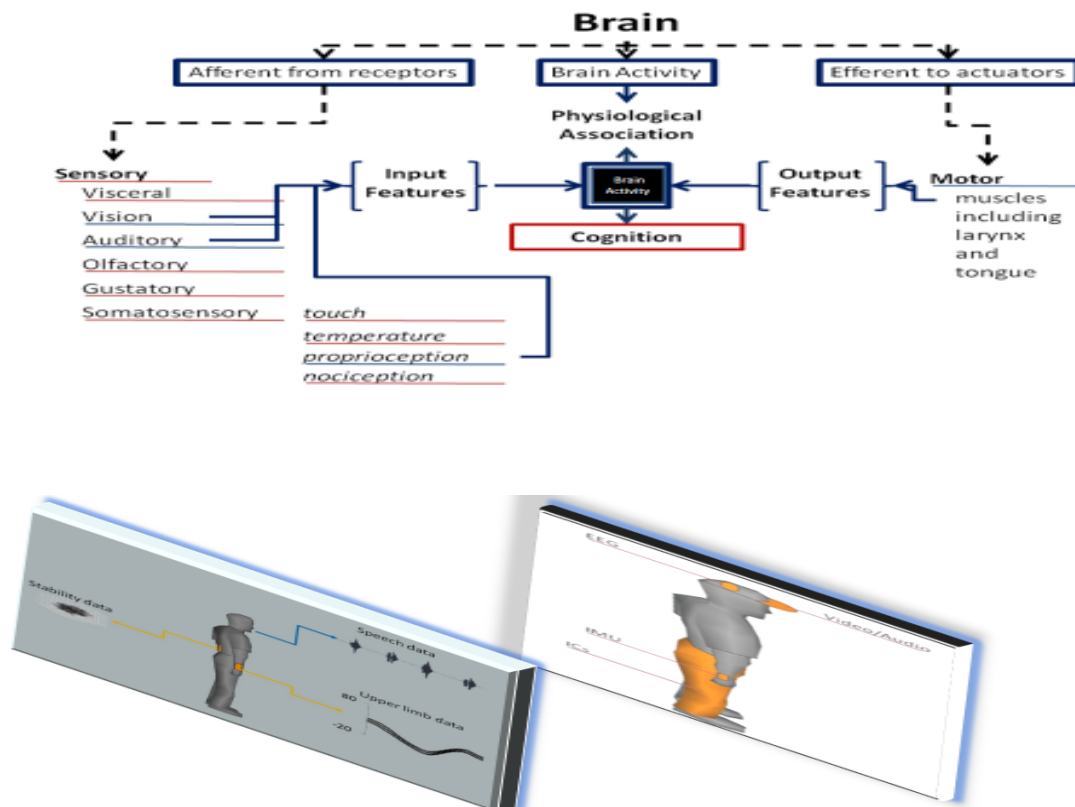 Brain
Afferent from receptors
Brain Activity
Efferent to actuators
Physiological
Association
Sensory
Visceral
Vision
Auditory
Olfactory
Gustatory
Somatosensory
touch
temperature
proprioception
nociception
Input
Features
Brain
Activity
Cognition
Output
Features
Motor
muscles
including
larynx
and
tongue
Stability data
Speech data
Upper limb data
80
-20
EEG
Video/Audio
IMU
ICs